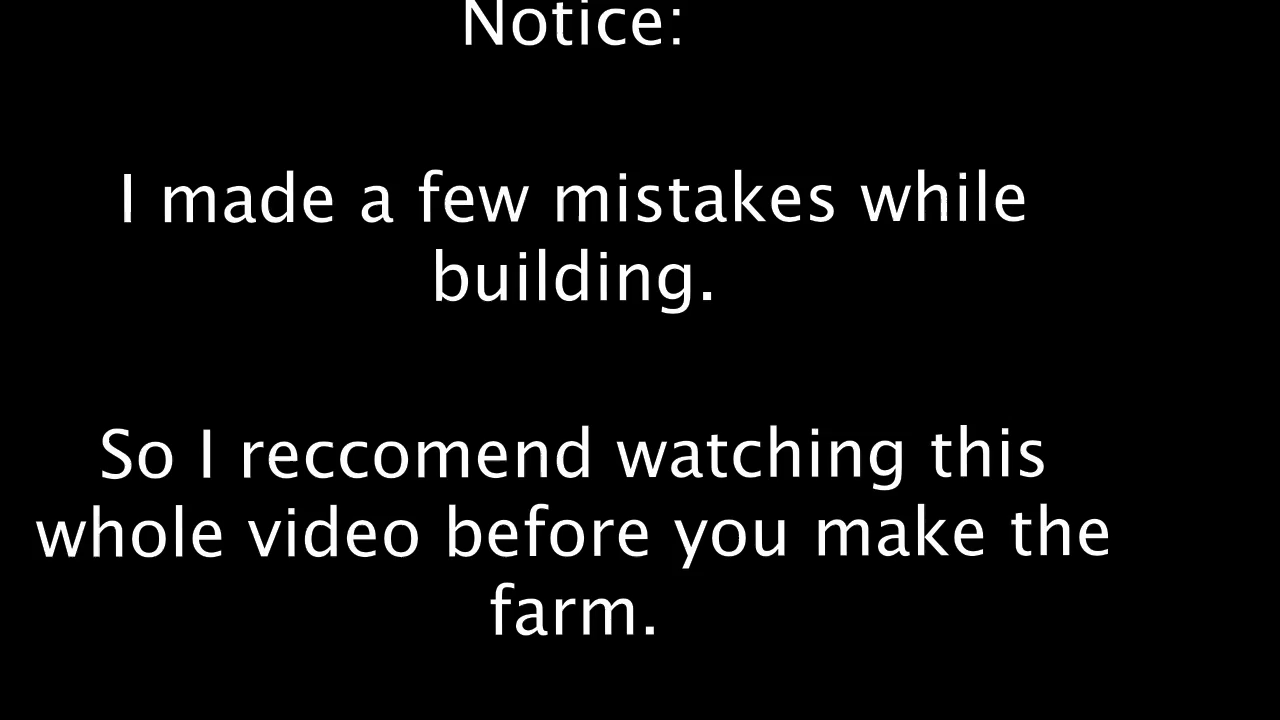 Notice:
I made a few mistakes while
building.
So I reccomend watching this
whole video before you make the
farm.